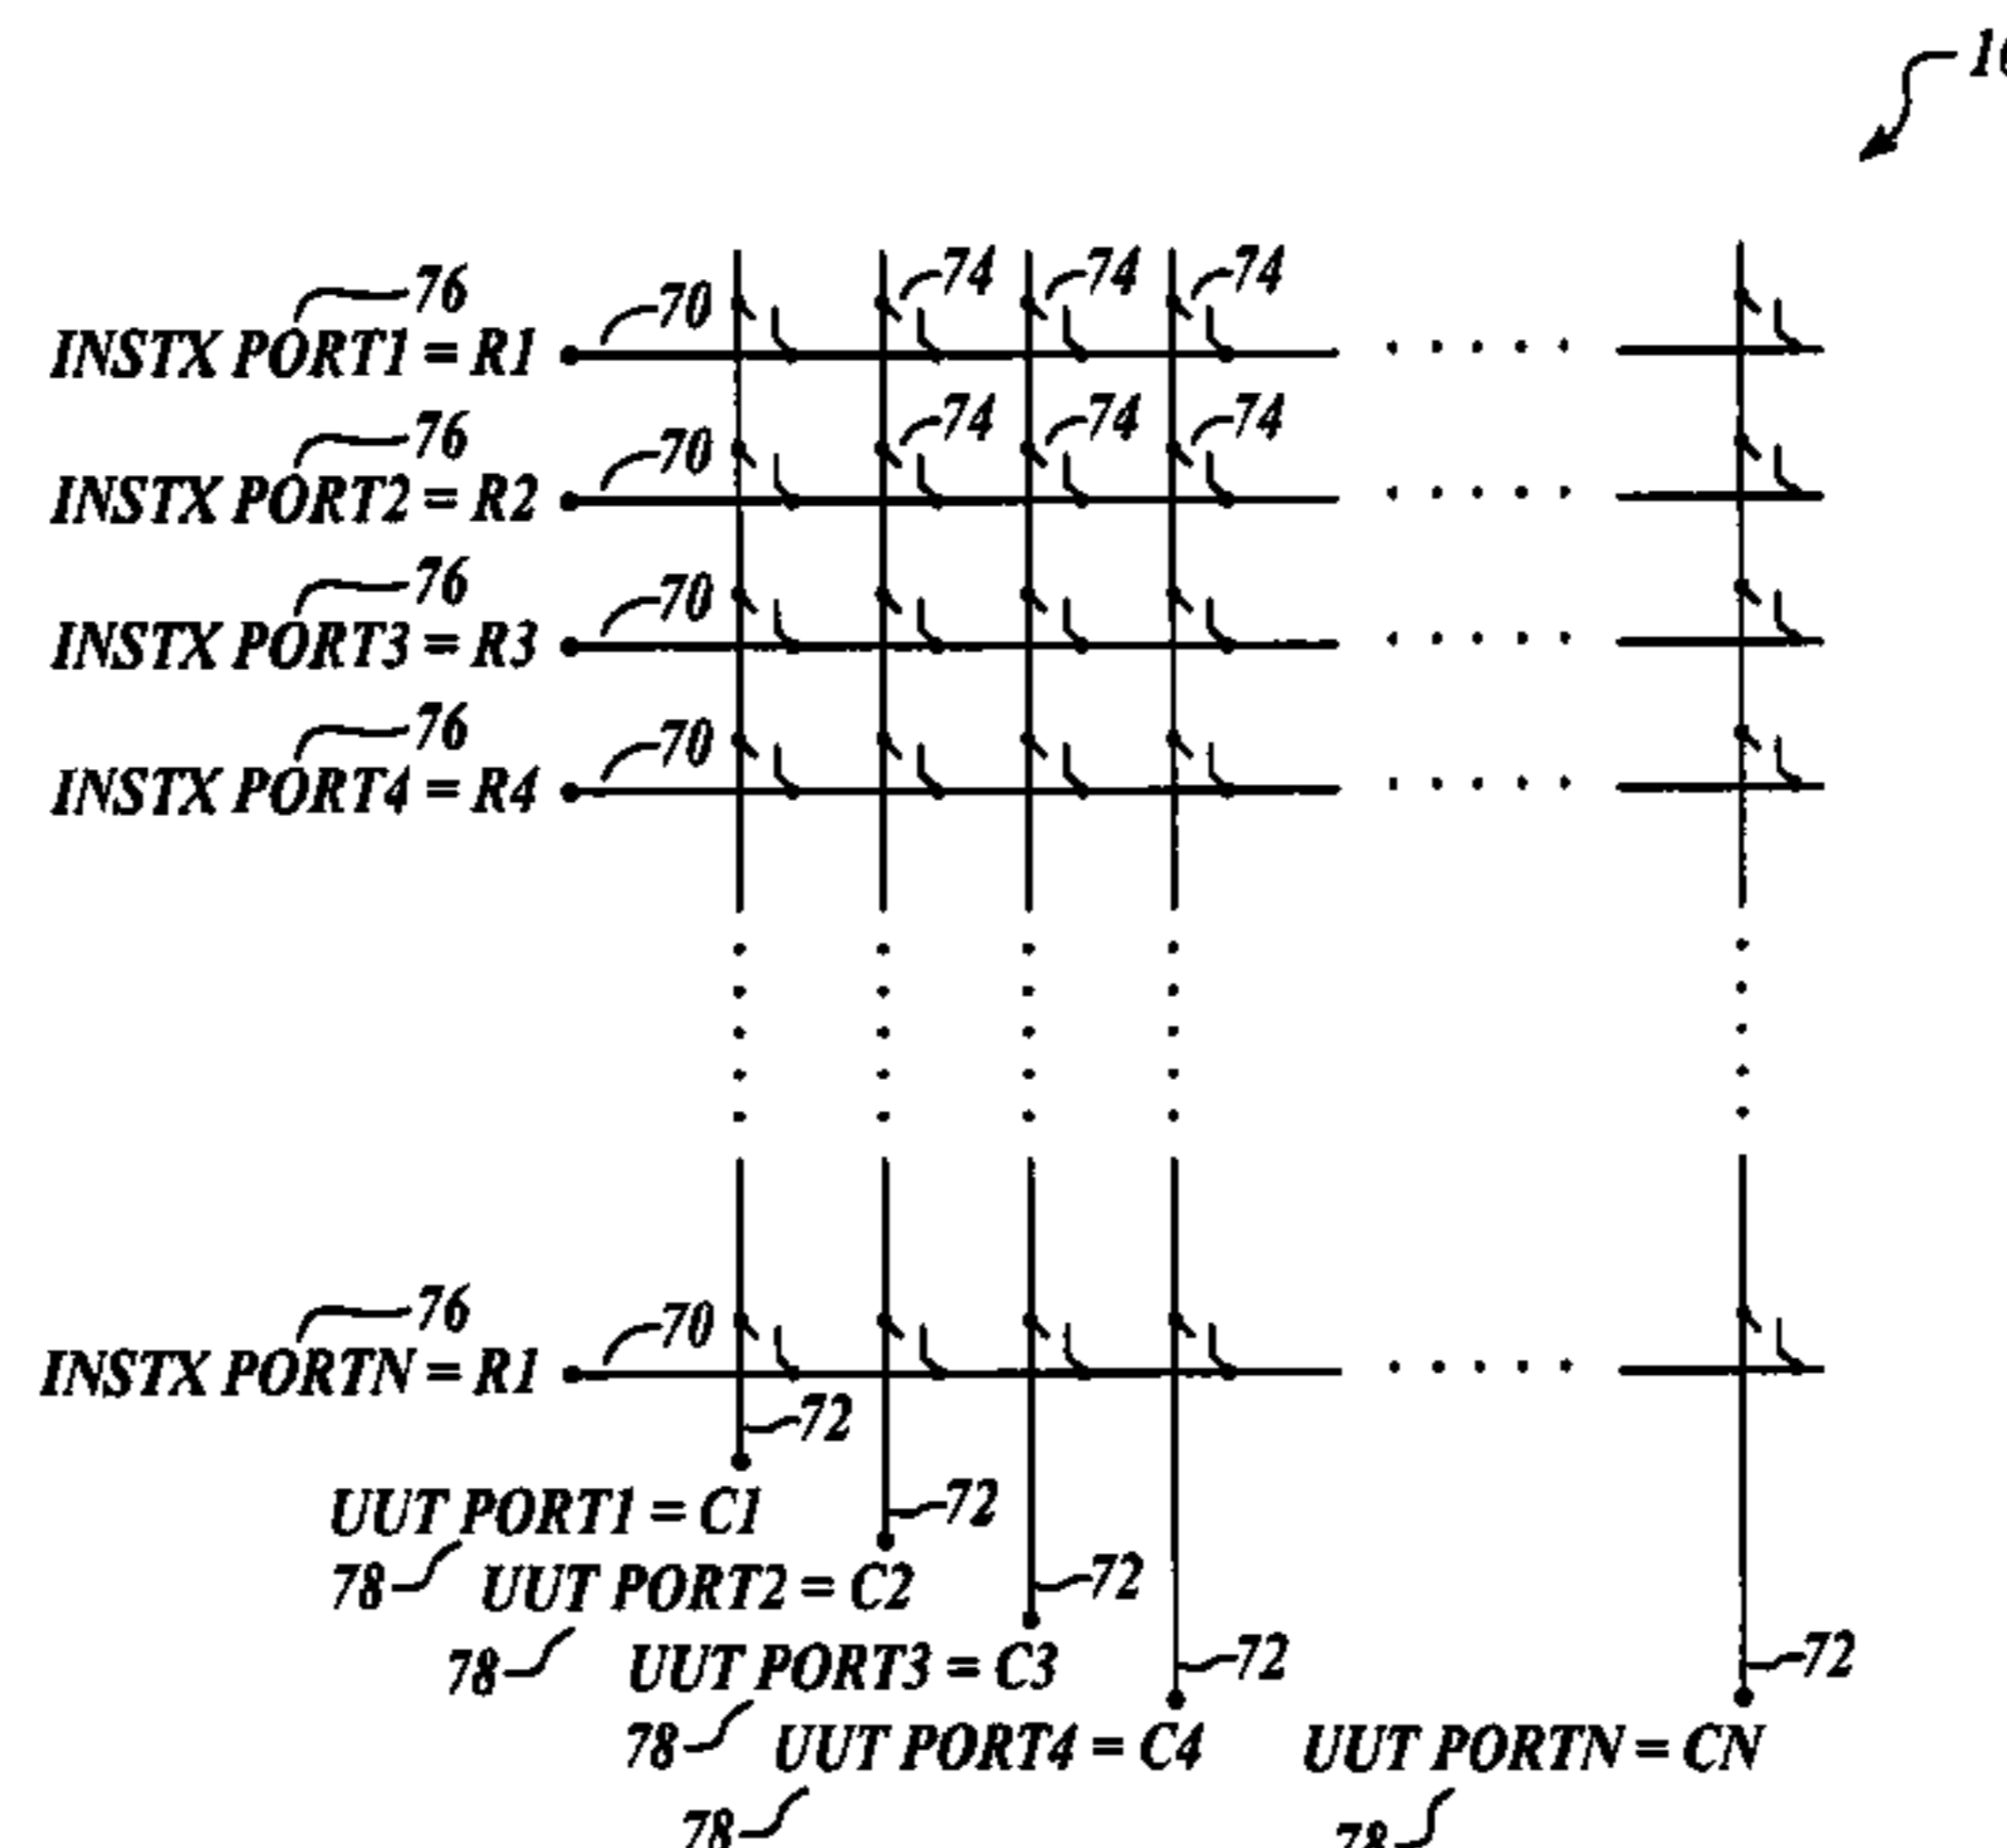 16
76 74 74 74
70
INSTX PORT1 = R1
76 74 74 74
70
INSTX PORT2 = R2
76
70
INSTX PORT3 = R3
76
70
INSTX PORT4 = R4
76
70
INSTX PORTN = R1
72
UUT PORT1 = C1
72
78
UUT PORT2 = C2
72
78
UUT PORT3 = C3
72 72
78
UUT PORT4 = C4
UUT PORTN = CN
78 78